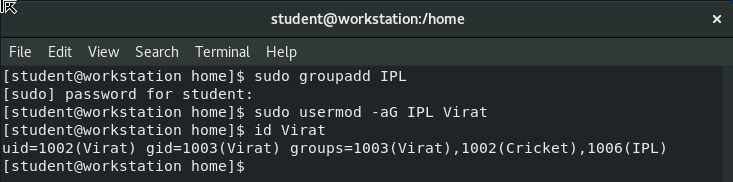 student@workstation:/home ×
File Edit View Search Terminal Help
[student@workstation home]$ sudo groupadd IPL
[sudo] password for student:
[student@workstation home]$ sudo usermod -aG IPL Virat
[student@workstation home]$ id Virat
uid=1002(Virat) gid=1003(Virat) groups=1003(Virat),1002(Cricket),1006(IPL)
[student@workstation home]$